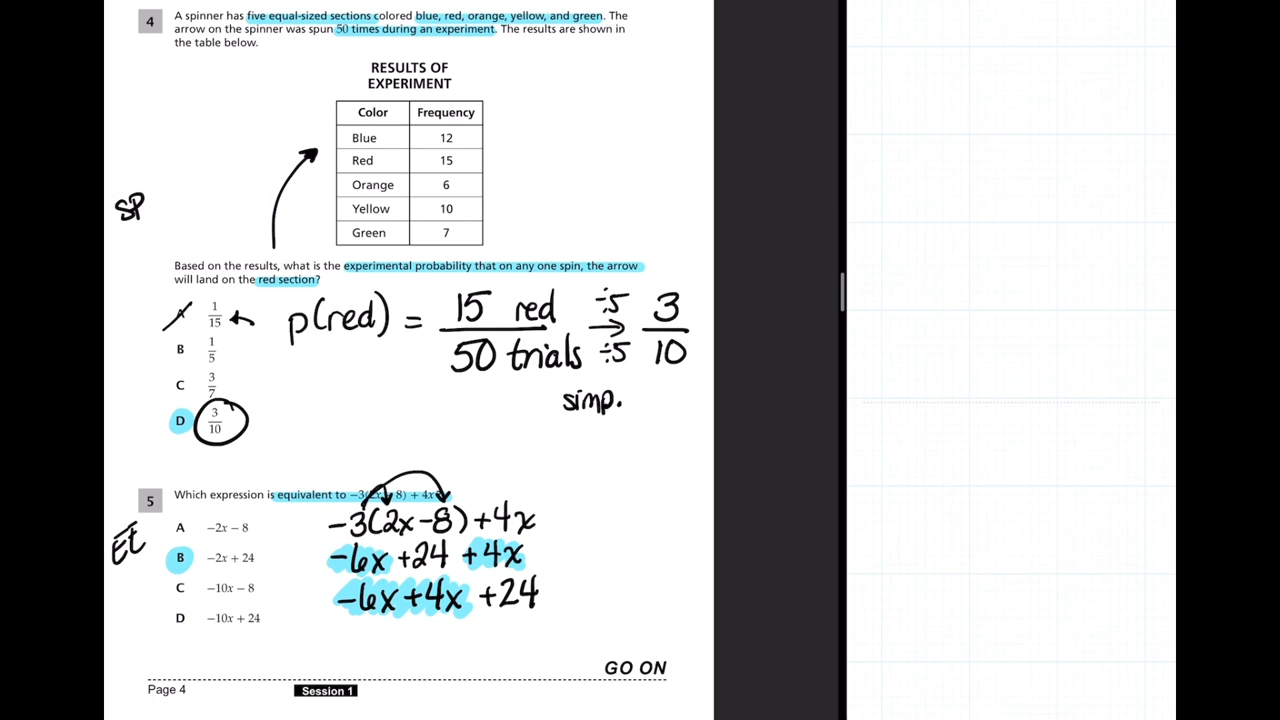 4
A spinner has five equal-sized sections colored blue, red, orange, yellow, and green. The
arrow on the spinner was spun 50 times during an experiment. The results are shown in
the table below.
RESULTS OF
EXPERIMENT
Color Frequency
Blue 12
Red 15
Orange 6
Yellow 10
Green 7
SP
Based on the results, what is the experimental probability that on any one spin, the arrow
will land on the red section?
A 1/15
B 1/5
C 3/7
D 3/10
p(red) = 15 red / 50 trials ÷5 → ÷5 3/10
simp.
5
Which expression is equivalent to −3(2x − 8) + 4x
EE
A −2x − 8
B −2x + 24
C −10x − 8
D −10x + 24
-3(2x-8)+4x
-6x +24 +4x
-6x+4x +24
GO ON
Page 4
Session 1